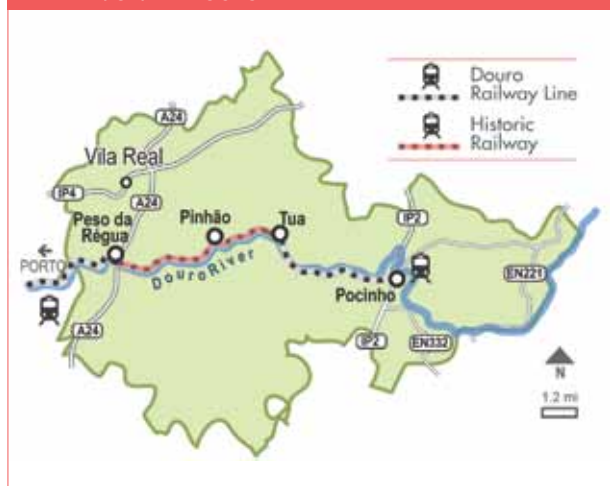 Douro
Railway Line
Historic
Railway
A24
Vila Real
IP4
A24
Peso da
Régua
Pinhão
Tua
IP2
PORTO
Douro River
EN221
Pocinho
A24
IP2
EN332
N
1.2 mi